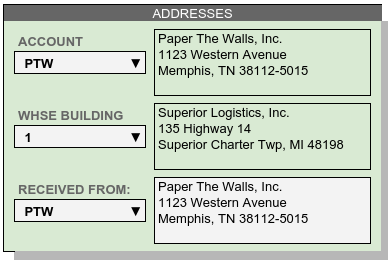 ADDRESSES
ACCOUNT
PTW
Paper The Walls, Inc.
1123 Western Avenue
Memphis, TN 38112-5015
WHSE BUILDING
1
Superior Logistics, Inc.
135 Highway 14
Superior Charter Twp, MI 48198
RECEIVED FROM:
PTW
Paper The Walls, Inc.
1123 Western Avenue
Memphis, TN 38112-5015